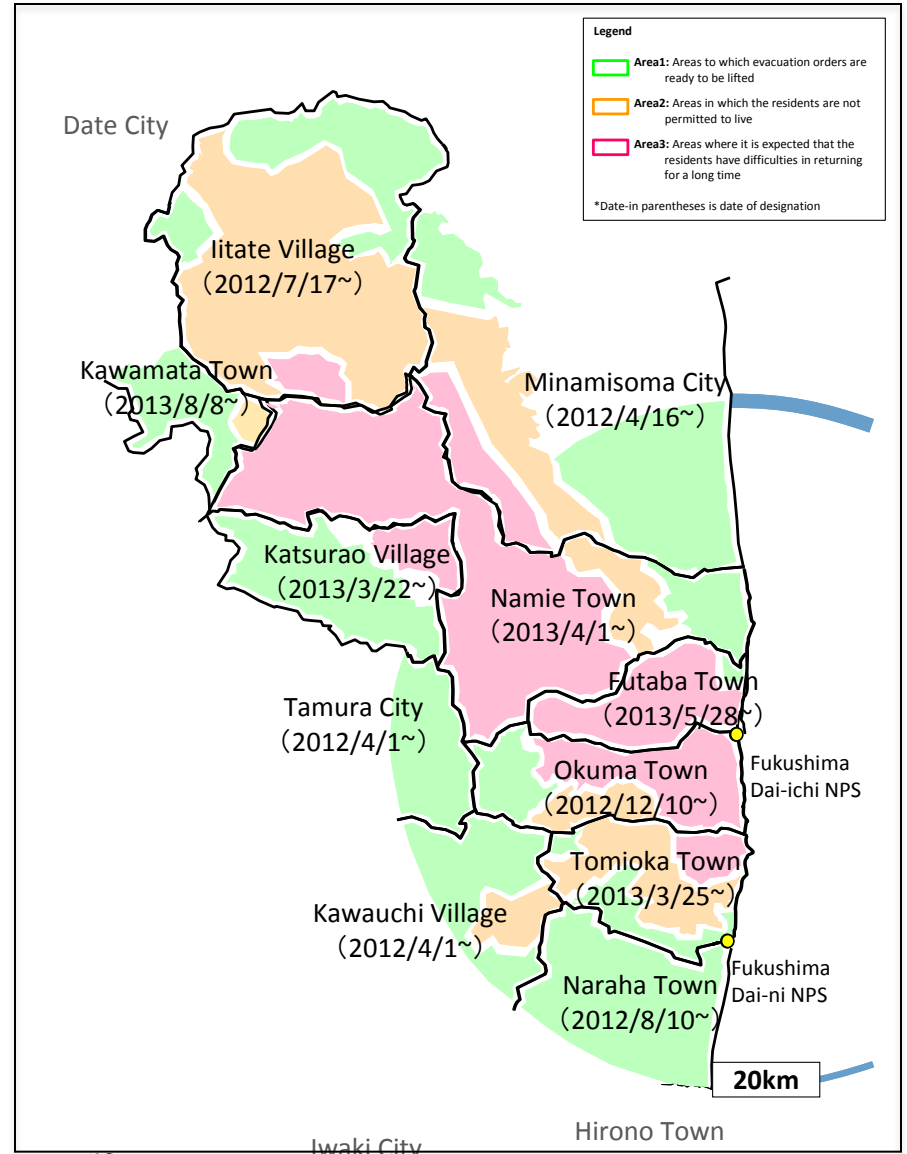 Legend
Area1: Areas to which evacuation orders are
ready to be lifted
Area2: Areas in which the residents are not
permitted to live
Area3: Areas where it is expected that the
residents have difficulties in returning
for a long time
*Date-in parentheses is date of designation
Date City
Iitate Village
（2012/7/17~）
Kawamata Town
（2013/8/8~）
Minamisoma City
（2012/4/16~）
Katsurao Village
（2013/3/22~）
Namie Town
（2013/4/1~）
Futaba Town
（2013/5/28~）
Tamura City
（2012/4/1~）
Fukushima
Dai-ichi NPS
Okuma Town
（2012/12/10~）
Tomioka Town
（2013/3/25~）
Kawauchi Village
（2012/4/1~）
Fukushima
Dai-ni NPS
Naraha Town
（2012/8/10~）
20km
Hirono Town
Iwaki City